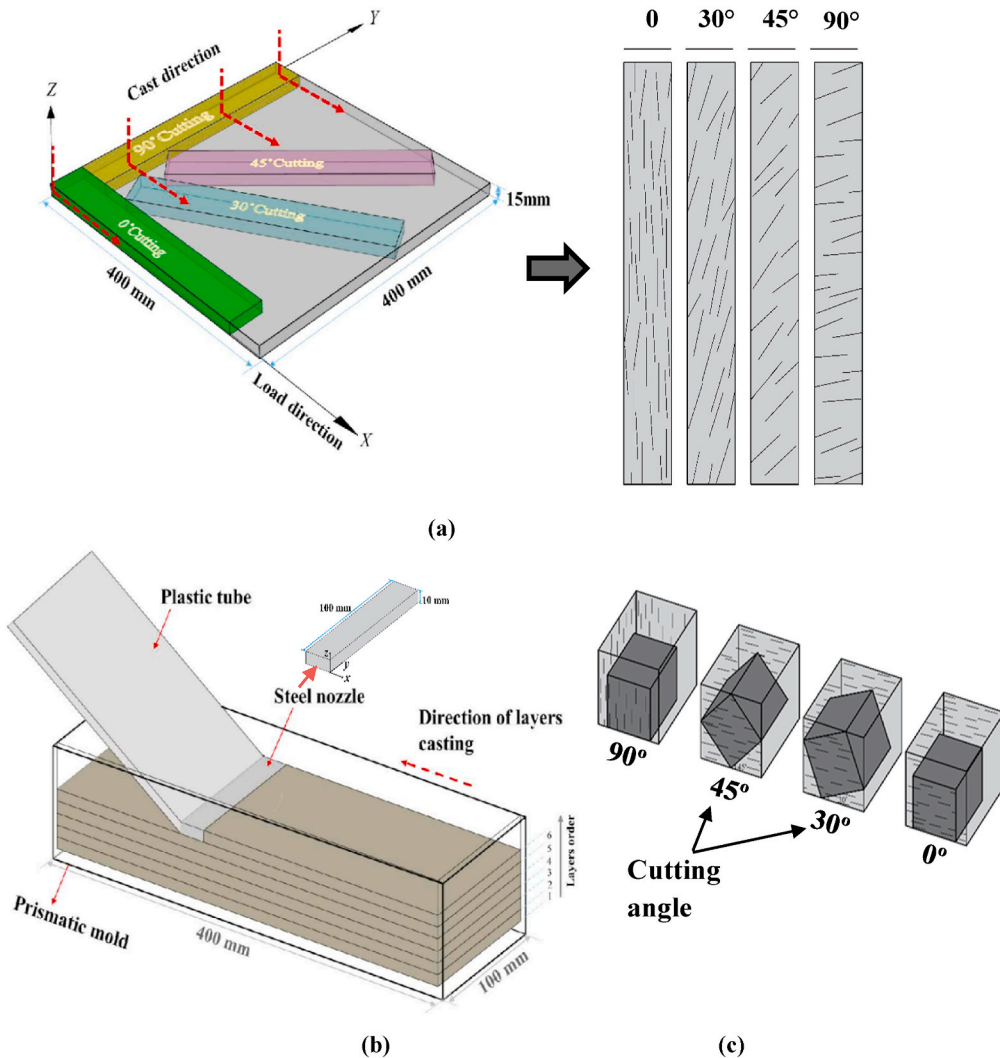 0 30° 45° 90°
Y
Cast direction
Z
90°Cutting
45°Cutting
30°Cutting
0°Cutting
15mm
400 mm
400 mm
Load direction
X
(a)
Plastic tube
100 mm
10 mm
z
y
x
Steel nozzle
Direction of layers
casting
6
5
4
3
2
1
Layers order
Prismatic mold
400 mm
100 mm
(b)
90°
45°
30°
0°
Cutting
angle
(c)